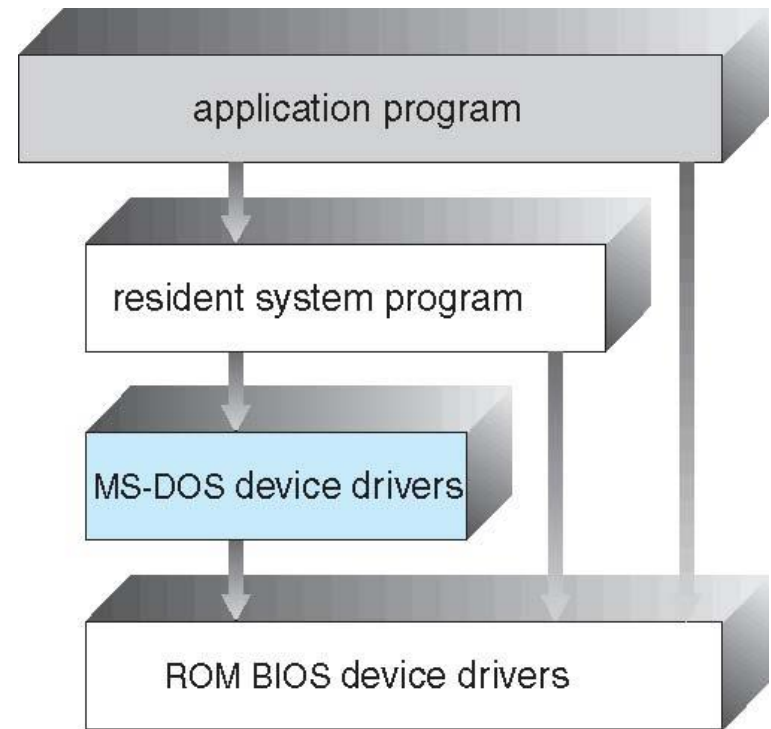 application program
resident system program
MS-DOS device drivers
ROM BIOS device drivers